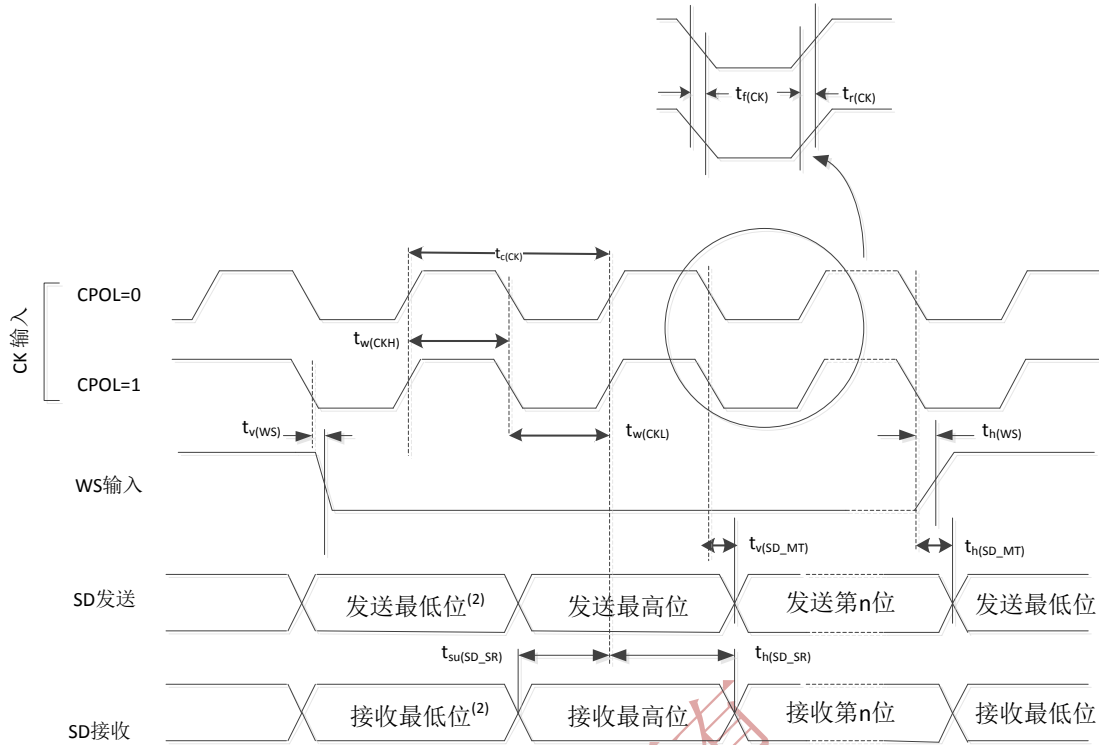 tf(CK)
tr(CK)
tc(CK)
CK 输入
CPOL=0
tw(CKH)
CPOL=1
tv(WS)
tw(CKL)
th(WS)
WS输入
tv(SD_MT)
th(SD_MT)
SD发送
发送最低位(2)
发送最高位
发送第n位
发送最低位
tsu(SD_SR)
th(SD_SR)
SD接收
接收最低位(2)
接收最高位
接收第n位
接收最低位